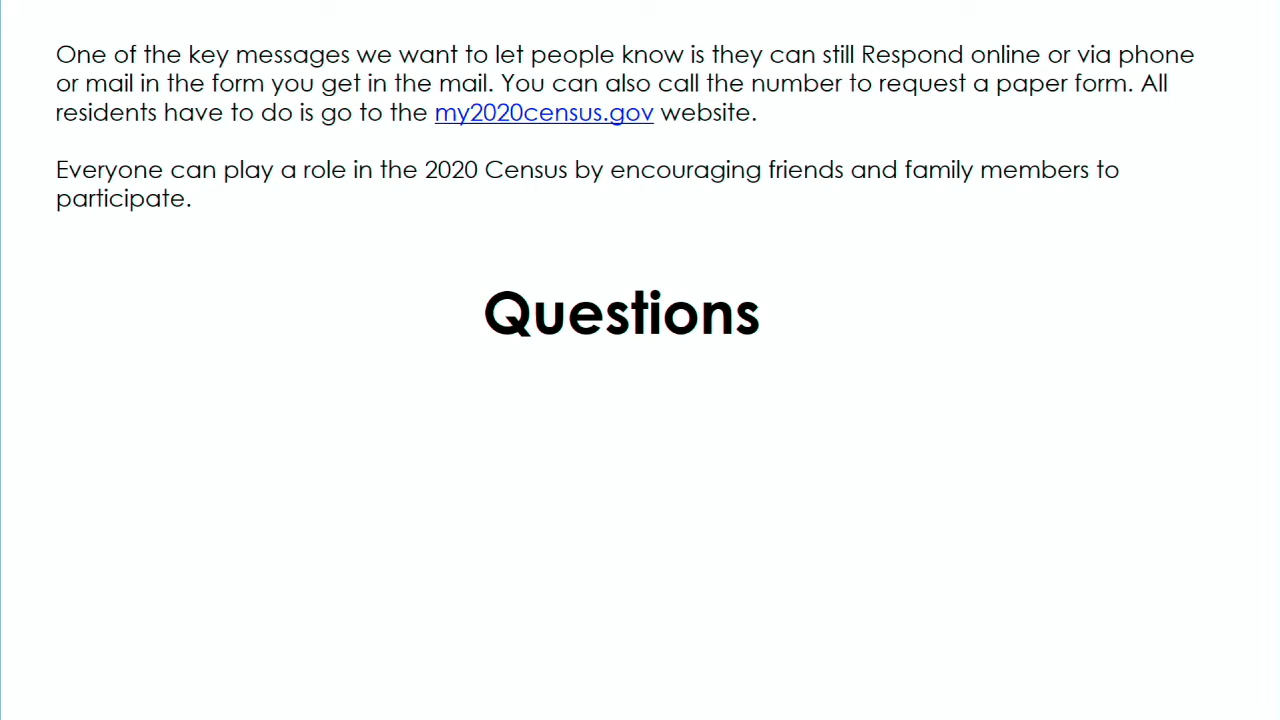 One of the key messages we want to let people know is they can still Respond online or via phone
or mail in the form you get in the mail. You can also call the number to request a paper form. All
residents have to do is go to the my2020census.gov website.
Everyone can play a role in the 2020 Census by encouraging friends and family members to
participate.
Questions